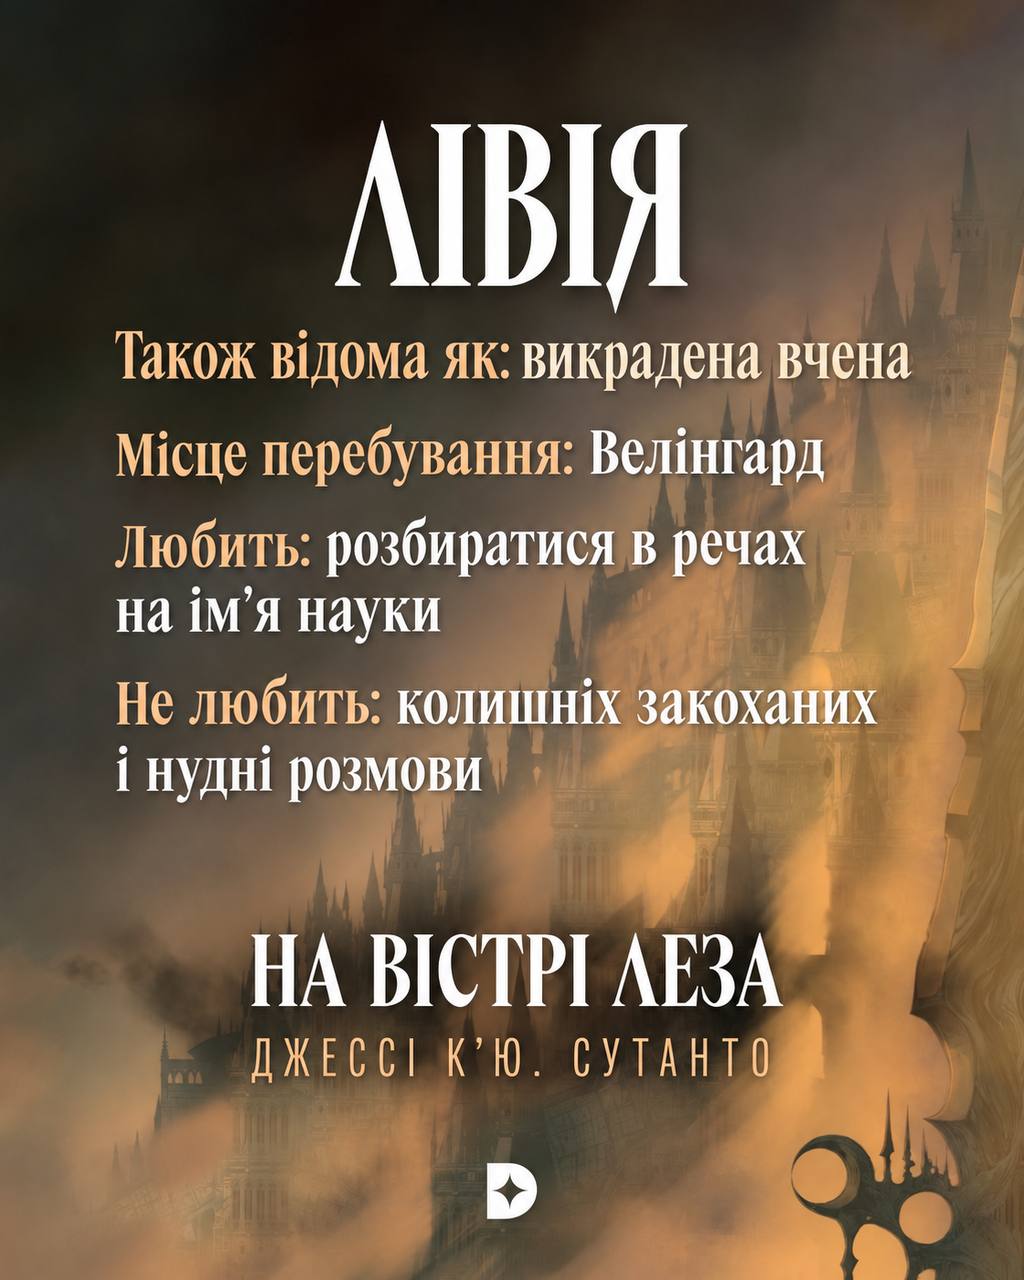 ЛІВІЯ
Також відома як: викрадена вчена
Місце перебування: Велінгард
Любить: розбиратися в речах
на ім’я науки
Не любить: колишніх закоханих
і нудні розмови
НА ВІСТРІ ЛЕЗА
ДЖЕССІ К’Ю. СУТАНТО
D